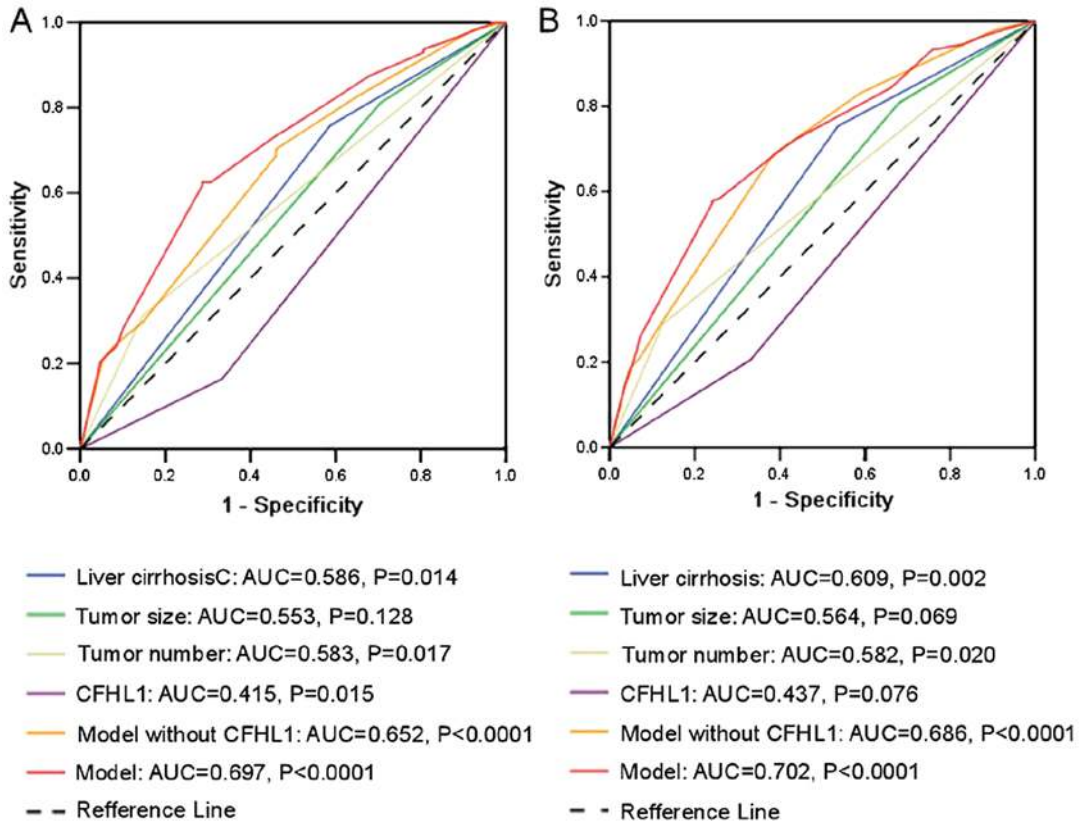 A
B
1.0
0.8
0.6
0.4
0.2
0.0
Sensitivity
0.0 0.2 0.4 0.6 0.8 1.0
1 - Specificity
1.0
0.8
0.6
0.4
0.2
0.0
Sensitivity
0.0 0.2 0.4 0.6 0.8 1.0
1 - Specificity
Liver cirrhosisC: AUC=0.586, P=0.014
Tumor size: AUC=0.553, P=0.128
Tumor number: AUC=0.583, P=0.017
CFHL1: AUC=0.415, P=0.015
Model without CFHL1: AUC=0.652, P<0.0001
Model: AUC=0.697, P<0.0001
Refference Line
Liver cirrhosis: AUC=0.609, P=0.002
Tumor size: AUC=0.564, P=0.069
Tumor number: AUC=0.582, P=0.020
CFHL1: AUC=0.437, P=0.076
Model without CFHL1: AUC=0.686, P<0.0001
Model: AUC=0.702, P<0.0001
Refference Line